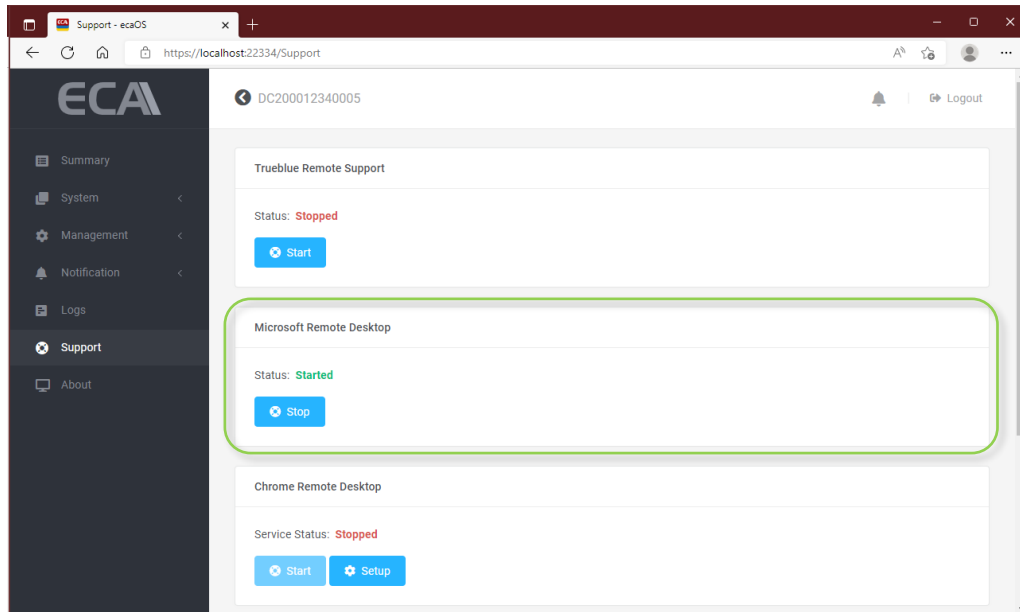 Support - ecaOS
https://localhost:22334/Support
ECA
DC200012340005
Logout
Summary
System
Management
Notification
Logs
Support
About
Trueblue Remote Support
Status: Stopped
Start
Microsoft Remote Desktop
Status: Started
Stop
Chrome Remote Desktop
Service Status: Stopped
Start Setup